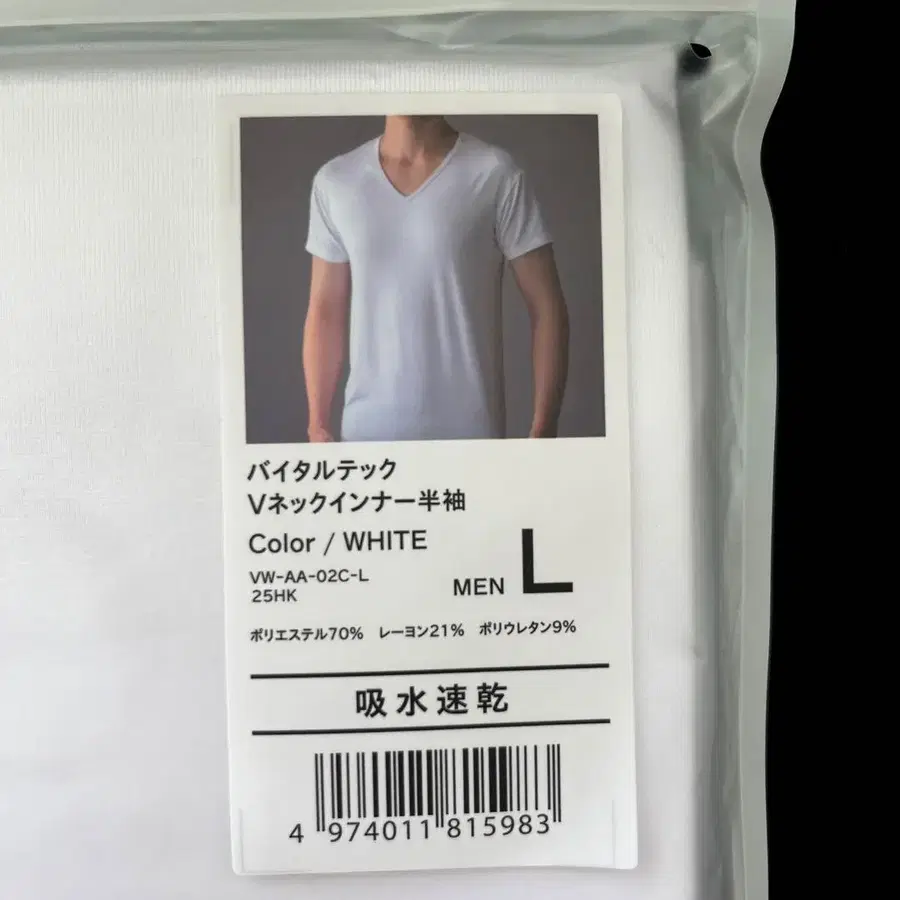 バイタルテック
Vネックインナー半袖
Color / WHITE
VW-AA-02C-L
25HK
MEN L
ポリエステル70% レーヨン21% ポリウレタン9%
吸水速乾
4 974011 815983